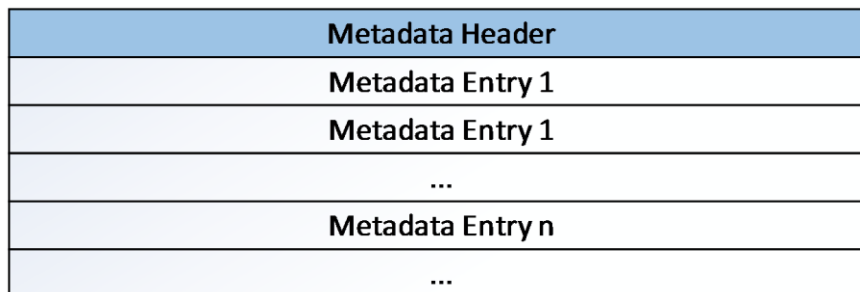 Metadata Header
Metadata Entry 1
Metadata Entry 1
...
Metadata Entry n
...